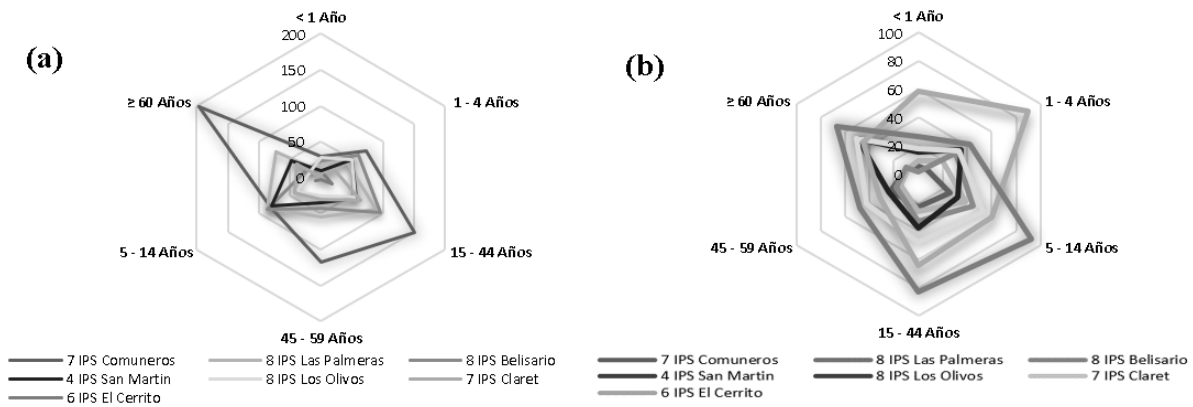 (a)
< 1 Año
200
150
100
50
0
≥ 60 Años
1 - 4 Años
5 - 14 Años
15 - 44 Años
45 - 59 Años
7 IPS Comuneros
8 IPS Las Palmeras
8 IPS Belisario
4 IPS San Martin
8 IPS Los Olivos
7 IPS Claret
6 IPS El Cerrito
(b)
< 1 Año
100
80
60
40
20
0
≥ 60 Años
1 - 4 Años
45 - 59 Años
5 - 14 Años
15 - 44 Años
7 IPS Comuneros
8 IPS Las Palmeras
8 IPS Belisario
4 IPS San Martin
8 IPS Los Olivos
7 IPS Claret
6 IPS El Cerrito